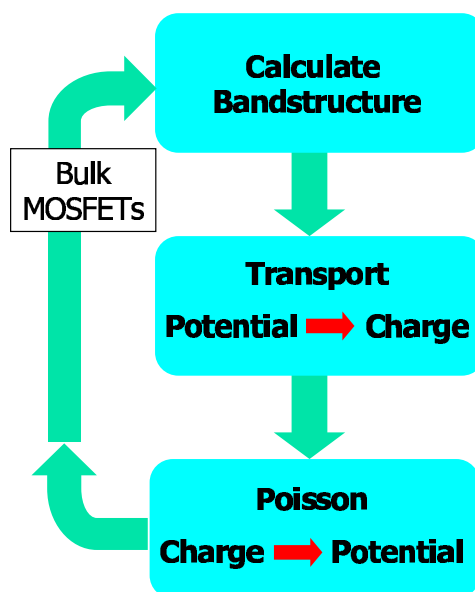 Calculate
Bandstructure
Bulk
MOSFETs
Transport
Potential Charge
Poisson
Charge Potential